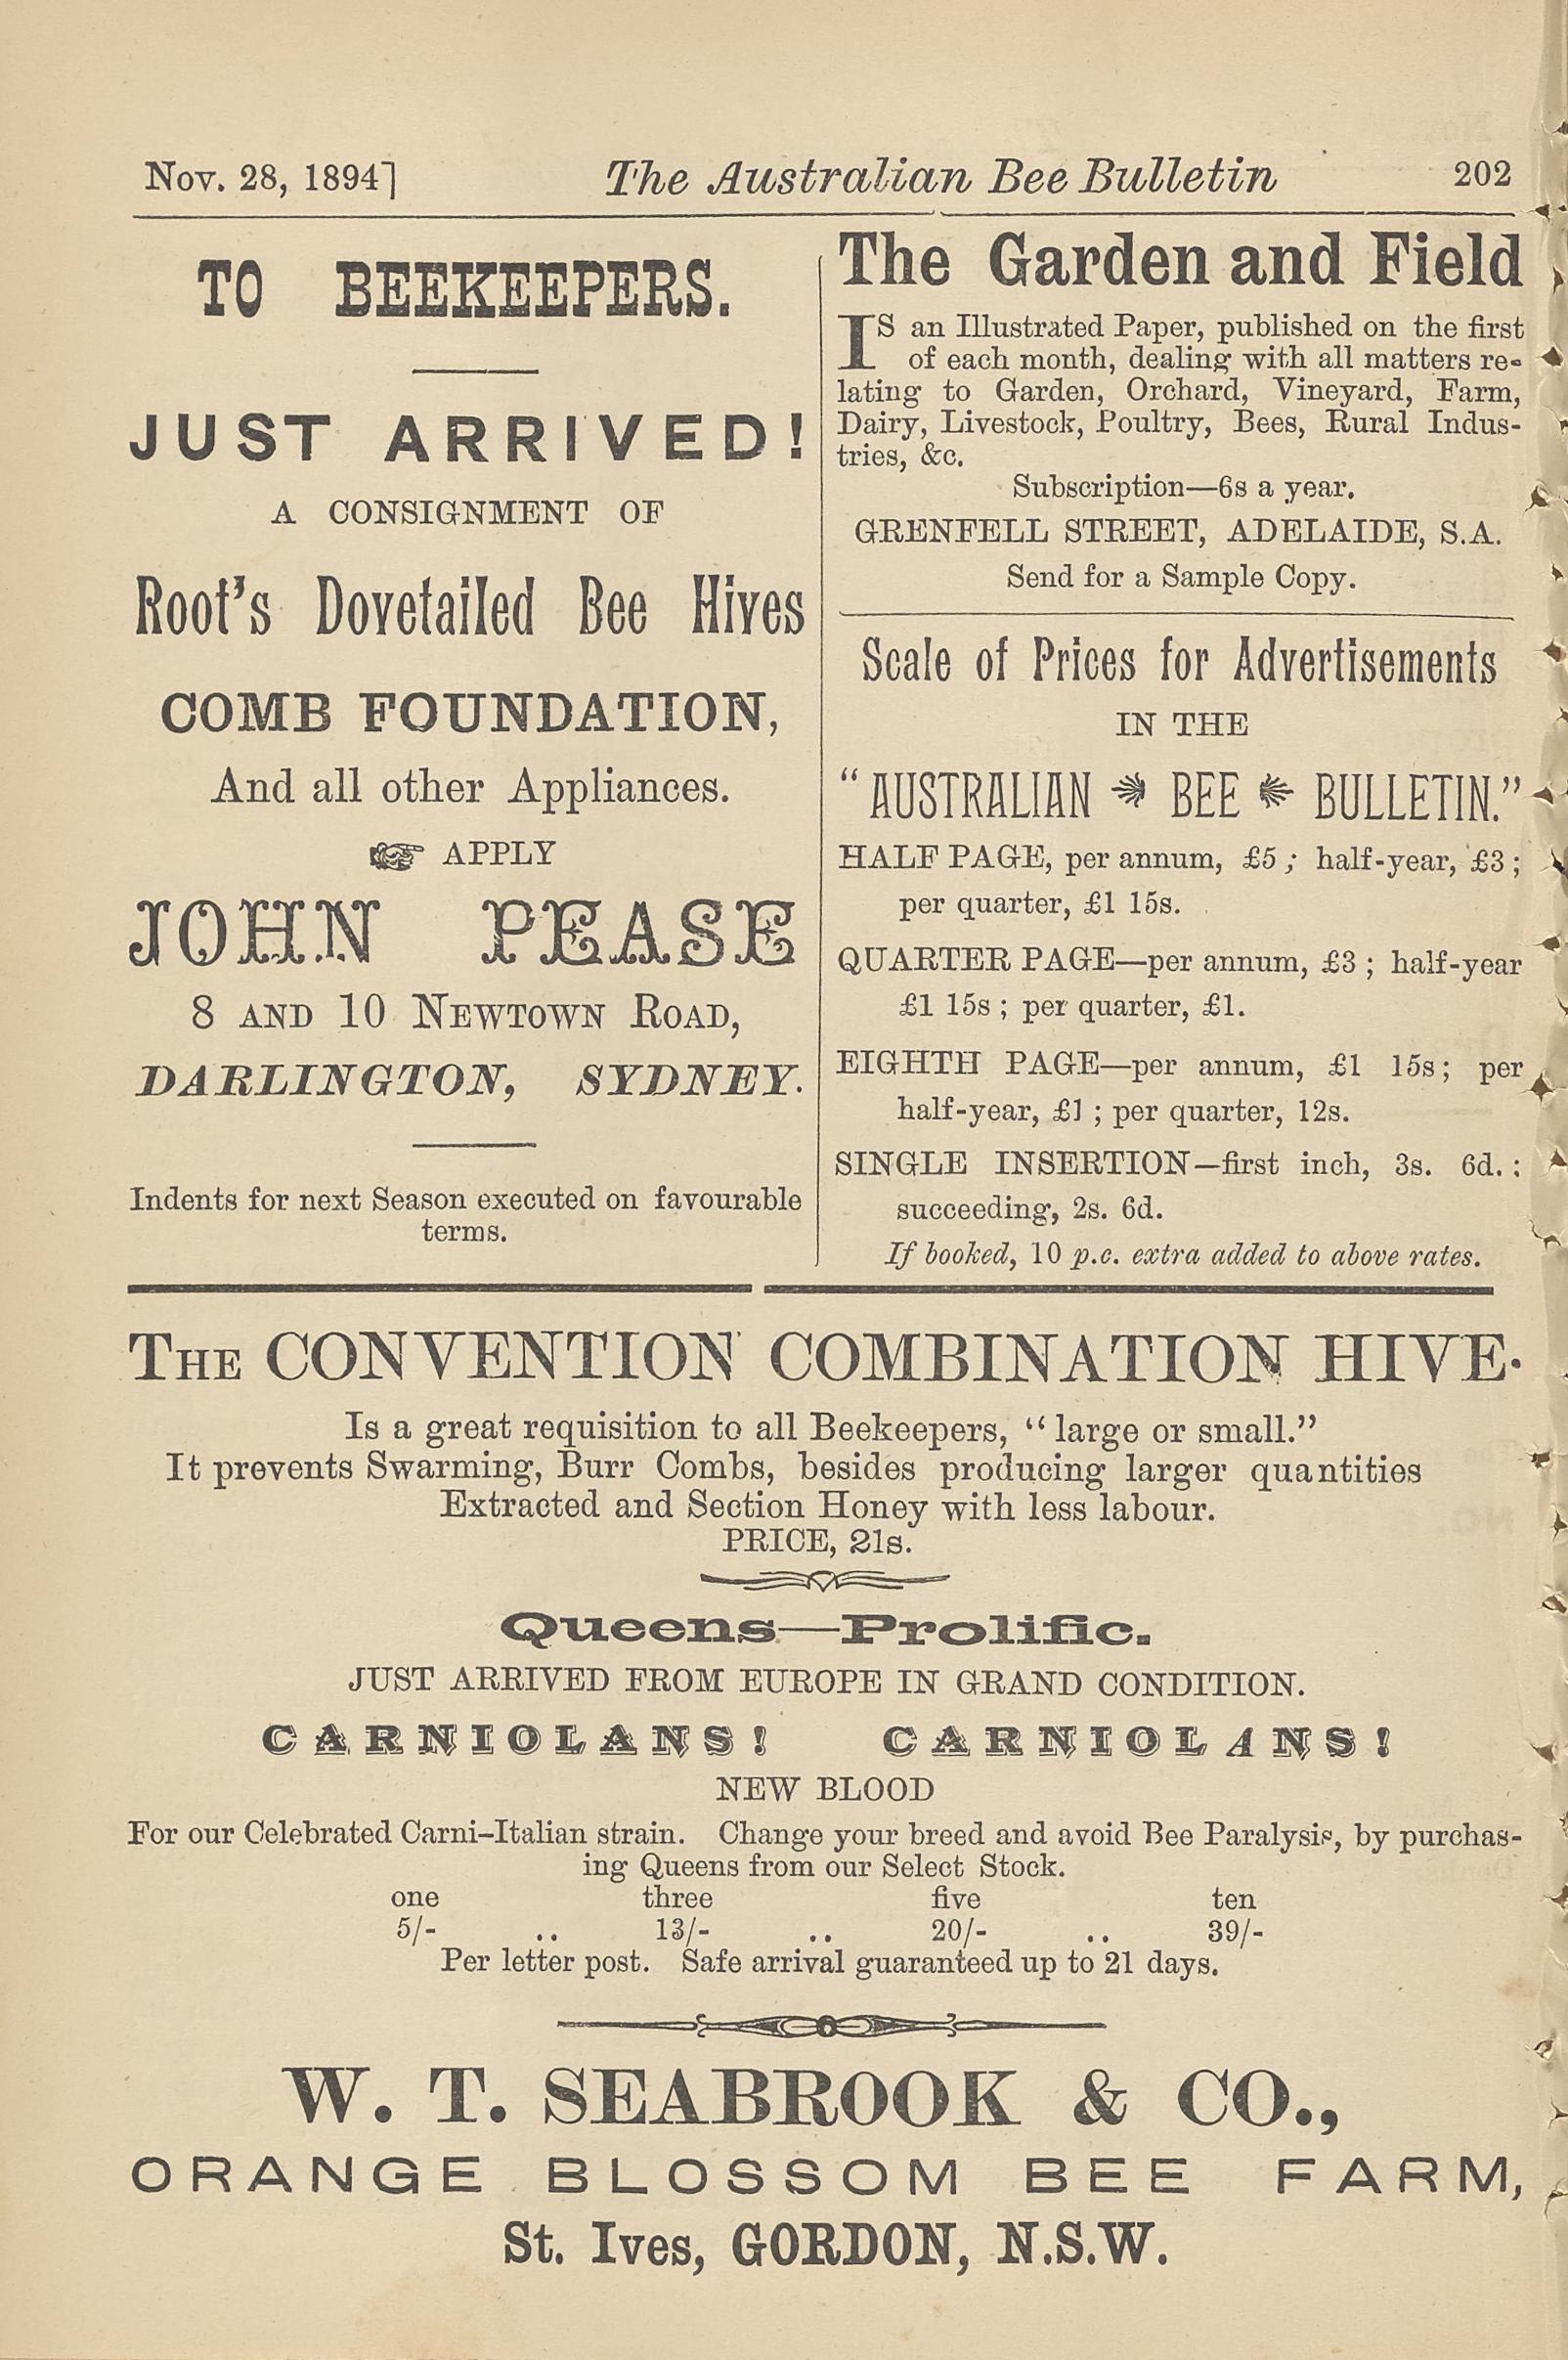 Nov. 28, 1894]
The Australian Bee Bulletin
202
TO BEEKEEPERS.
JUST ARRIVED!
A CONSIGNMENT OF
Root's Dovetailed Bee Hives
COMB FOUNDATION,
And all other Appliances.
☞ APPLY
JOHN PEASE
8 AND 10 NEWTOWN ROAD,
DARLINGTON, SYDNEY.
Indents for next Season executed on favourable
terms.
The Garden and Field
IS an Illustrated Paper, published on the first
of each month, dealing with all matters re-
lating to Garden, Orchard, Vineyard, Farm,
Dairy, Livestock, Poultry, Bees, Rural Indus-
tries, &c.
Subscription—6s a year.
GRENFELL STREET, ADELAIDE, S.A.
Send for a Sample Copy.
Scale of Prices for Advertisements
IN THE
"AUSTRALIAN BEE BULLETIN."
HALF PAGE, per annum, £5; half-year, £3;
per quarter, £1 15s.
QUARTER PAGE—per annum, £3; half-year
£1 15s; per quarter, £1.
EIGHTH PAGE—per annum, £1 15s; per
half-year, £1; per quarter, 12s.
SINGLE INSERTION—first inch, 3s. 6d.:
succeeding, 2s. 6d.
If booked, 10 p.c. extra added to above rates.
THE CONVENTION COMBINATION HIVE.
Is a great requisition to all Beekeepers, "large or small."
It prevents Swarming, Burr Combs, besides producing larger quantities
Extracted and Section Honey with less labour.
PRICE, 21s.
Queens—Prolific.
JUST ARRIVED FROM EUROPE IN GRAND CONDITION.
CARNIOLANS! CARNIOLANS!
NEW BLOOD
For our Celebrated Carni-Italian strain. Change your breed and avoid Bee Paralysis, by purchas-
ing Queens from our Select Stock.
one three five ten
5/- .. 13/- .. 20/- .. 39/-
Per letter post. Safe arrival guaranteed up to 21 days.
W. T. SEABROOK & CO.,
ORANGE BLOSSOM BEE FARM,
St. Ives, GORDON, N.S.W.